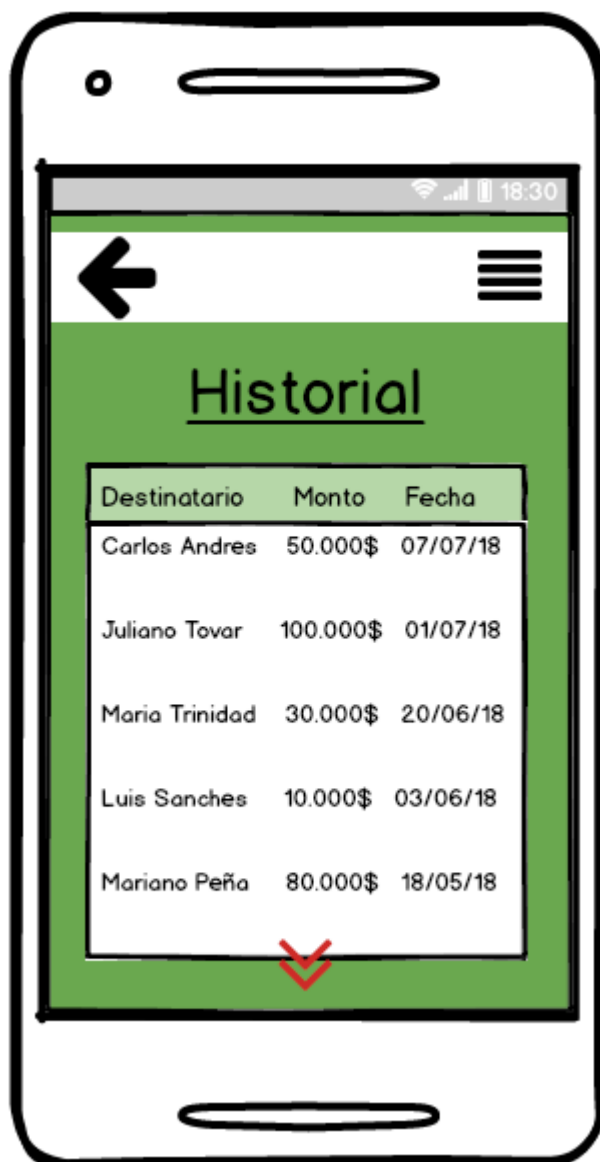 18:30
Historial
Destinatario Monto Fecha
Carlos Andres 50.000$ 07/07/18
Juliano Tovar 100.000$ 01/07/18
Maria Trinidad 30.000$ 20/06/18
Luis Sanches 10.000$ 03/06/18
Mariano Peña 80.000$ 18/05/18